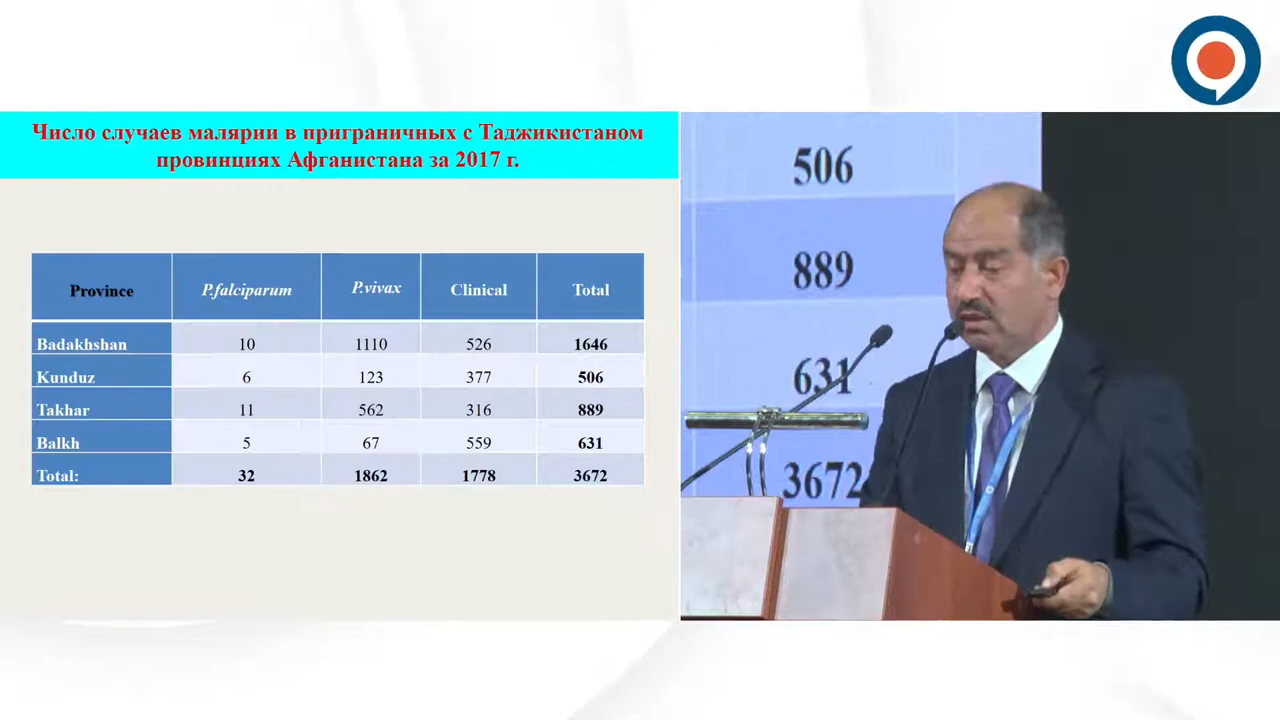 Число случаев малярии в приграничных с Таджикистаном
провинциях Афганистана за 2017 г.
Province P.falciparum P.vivax Clinical Total
Badakhshan 10 1110 526 1646
Kunduz 6 123 377 506
Takhar 11 562 316 889
Balkh 5 67 559 631
Total: 32 1862 1778 3672
506
889
631
3672